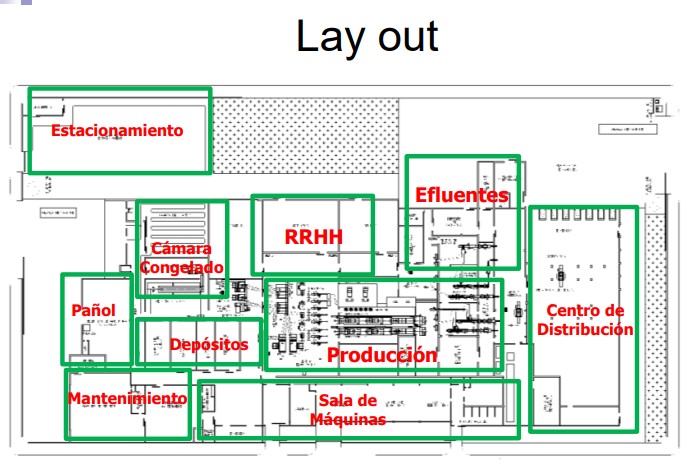 Lay out
Estacionamiento
Efluentes
RRHH
Cámara
Congelado
Pañol
Centro de
Distribución
Depósitos
Producción
Mantenimiento
Sala de
Máquinas